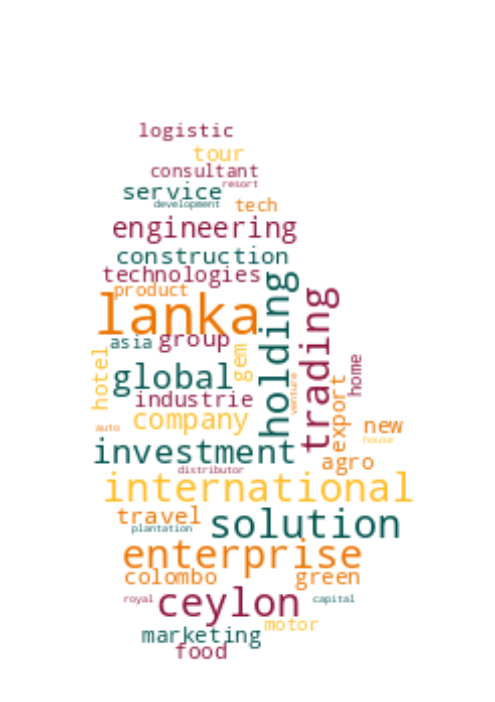 logistic
tour
consultant
resort
service
development
tech
engineering
construction
technologies
product
lanka
holding
trading
asia
group
gem
hotel
global
home
venture
export
industrie
company
auto
new
house
investment
agro
distributor
international
travel
solution
plantation
enterprise
colombo
green
royal
ceylon
capital
motor
marketing
food